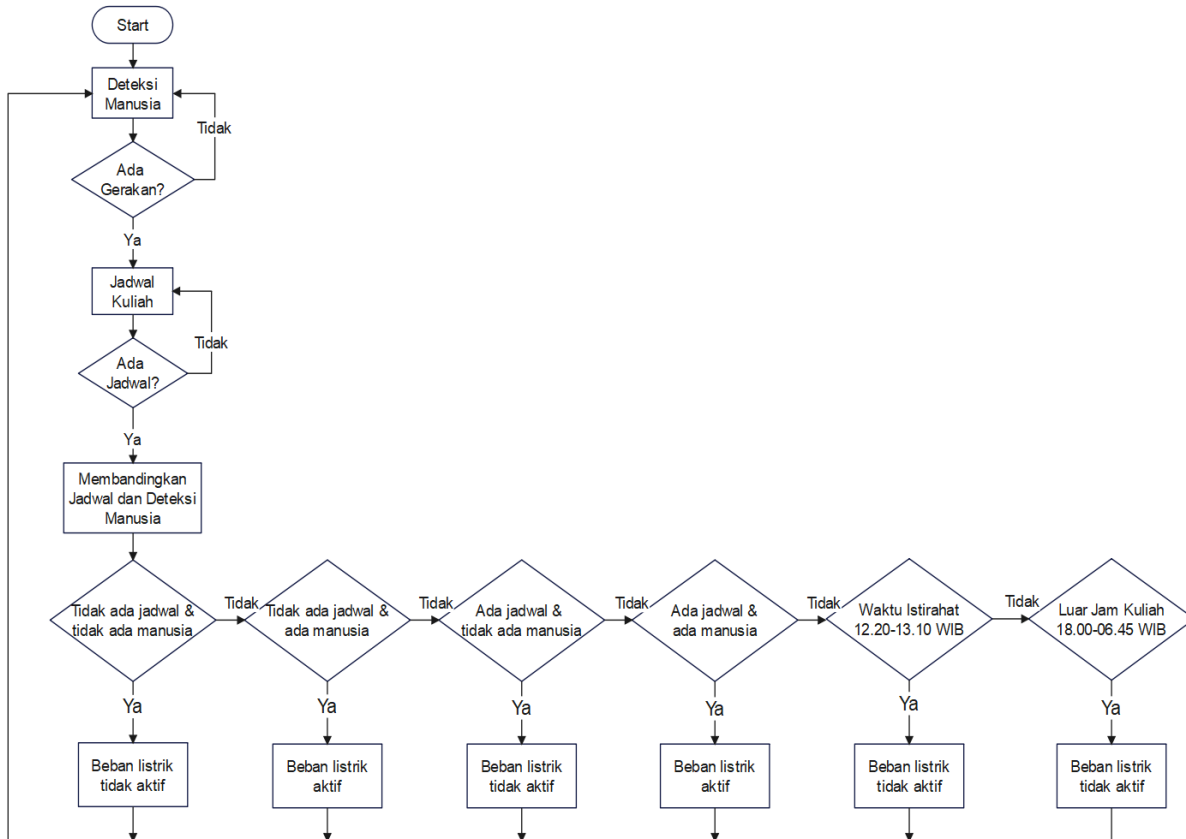 Start
Deteksi
Manusia
Tidak
Ada
Gerakan?
Ya
Jadwal
Kuliah
Tidak
Ada
Jadwal?
Ya
Membandingkan
Jadwal dan Deteksi
Manusia
Tidak ada jadwal &
tidak ada manusia
Tidak
Tidak ada jadwal &
ada manusia
Tidak
Ada jadwal &
tidak ada manusia
Tidak
Ada jadwal &
ada manusia
Tidak
Waktu Istirahat
12.20-13.10 WIB
Tidak
Luar Jam Kuliah
18.00-06.45 WIB
Ya
Ya
Ya
Ya
Ya
Ya
Beban listrik
tidak aktif
Beban listrik
aktif
Beban listrik
tidak aktif
Beban listrik
aktif
Beban listrik
tidak aktif
Beban listrik
tidak aktif